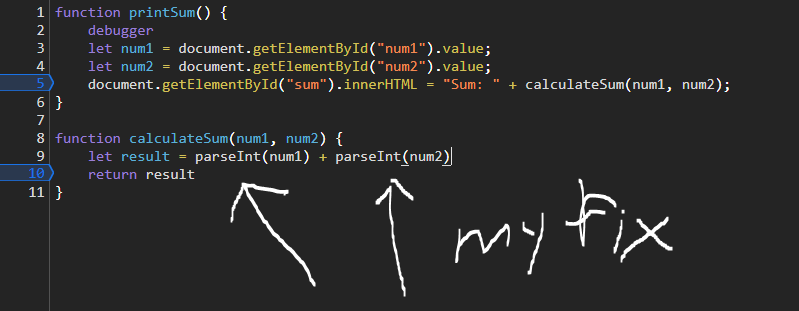 1 function printSum() {
2 debugger
3 let num1 = document.getElementById("num1").value;
4 let num2 = document.getElementById("num2").value;
5 document.getElementById("sum").innerHTML = "Sum: " + calculateSum(num1, num2);
6 }
7
8 function calculateSum(num1, num2) {
9 let result = parseInt(num1) + parseInt(num2)
10 return result
11 }
my fix